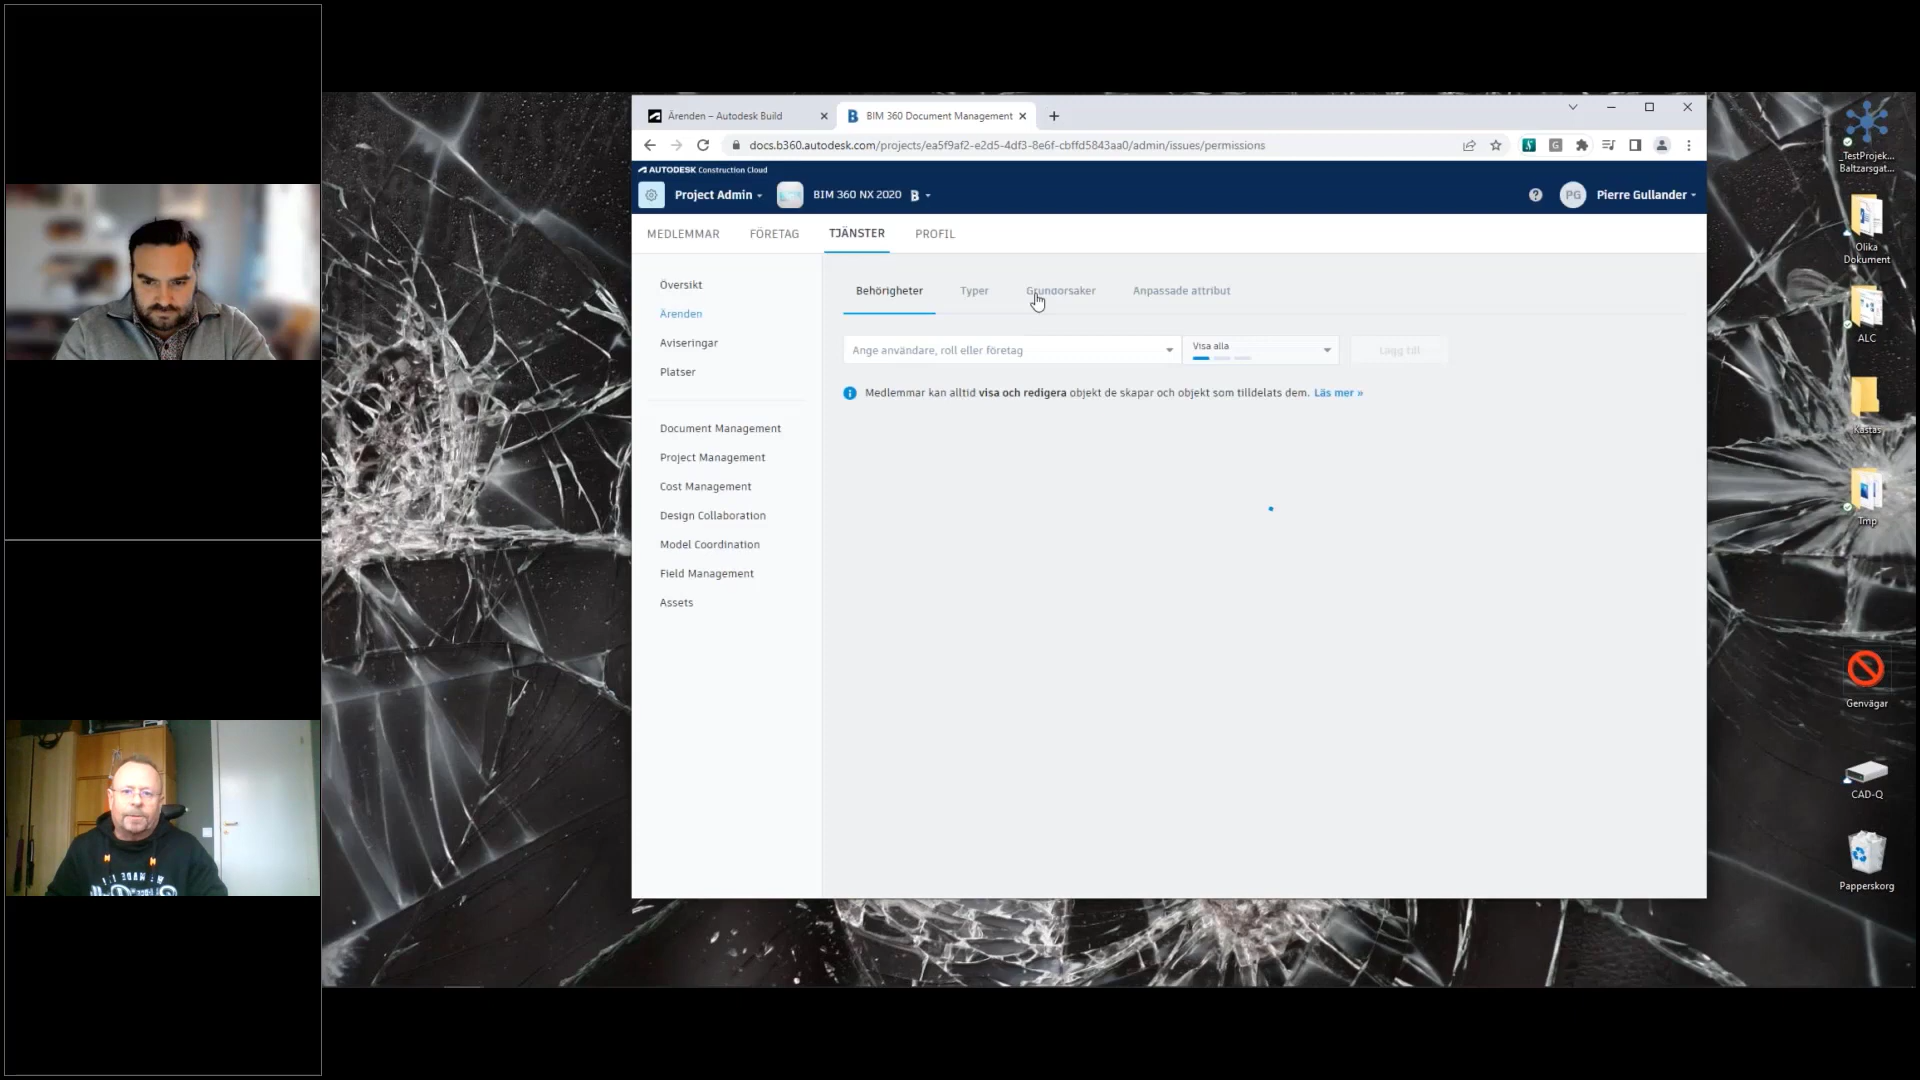 Ärenden – Autodesk Build
BIM 360 Document Management
docs.b360.autodesk.com/projects/ea5f9af2-e2d5-4df3-8e6f-cbffd5843aa0/admin/issues/permissions
AUTODESK Construction Cloud
Project Admin
BIM 360 NX 2020
PG
Pierre Gullander
MEDLEMMAR
FÖRETAG
TJÄNSTER
PROFIL
Översikt
Ärenden
Aviseringar
Platser
Document Management
Project Management
Cost Management
Design Collaboration
Model Coordination
Field Management
Assets
Behörigheter
Typer
Grundorsaker
Anpassade attribut
Ange användare, roll eller företag
Visa alla
Lägg till
Medlemmar kan alltid visa och redigera objekt de skapar och objekt som tilldelats dem. Läs mer »
_TestProjek...
Baltzarsgat...
Olika
Dokument
ALC
Kastas
Tmp
Genvägar
CAD-Q
Papperskorg